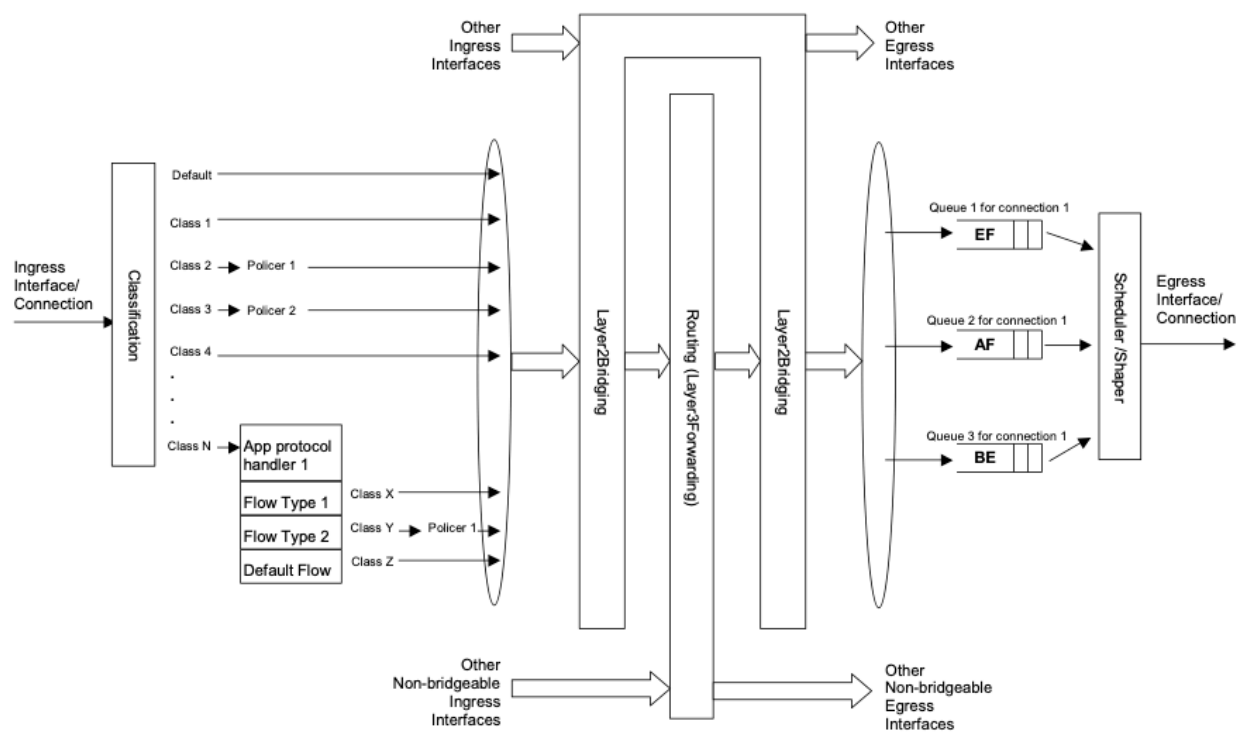 Other
Ingress
Interfaces
Other
Egress
Interfaces
Default
Class 1
Class 2
Policer 1
Class 3
Policer 2
Class 4
.
.
.
Class N
Ingress
Interface/
Connection
Classification
App protocol
handler 1
Flow Type 1
Flow Type 2
Default Flow
Class X
Class Y
Policer 1
Class Z
Layer2Bridging
Routing (Layer3Forwarding)
Layer2Bridging
Queue 1 for connection 1
EF
Queue 2 for connection 1
AF
Queue 3 for connection 1
BE
Scheduler /Shaper
Egress
Interface/
Connection
Other
Non-bridgeable
Ingress
Interfaces
Other
Non-bridgeable
Egress
Interfaces